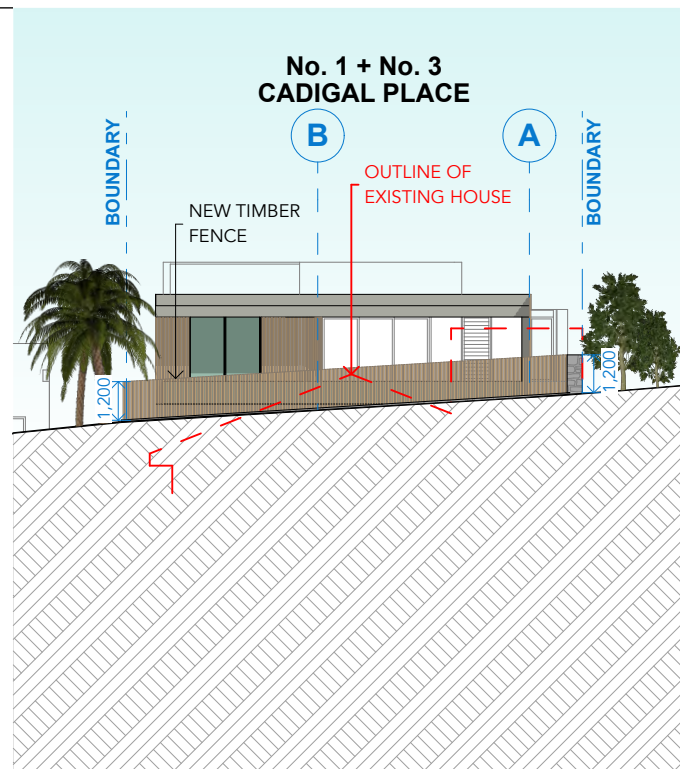 No. 1 + No. 3
CADIGAL PLACE
BOUNDARY
B
A
BOUNDARY
OUTLINE OF
EXISTING HOUSE
NEW TIMBER
FENCE
1,200
1,200